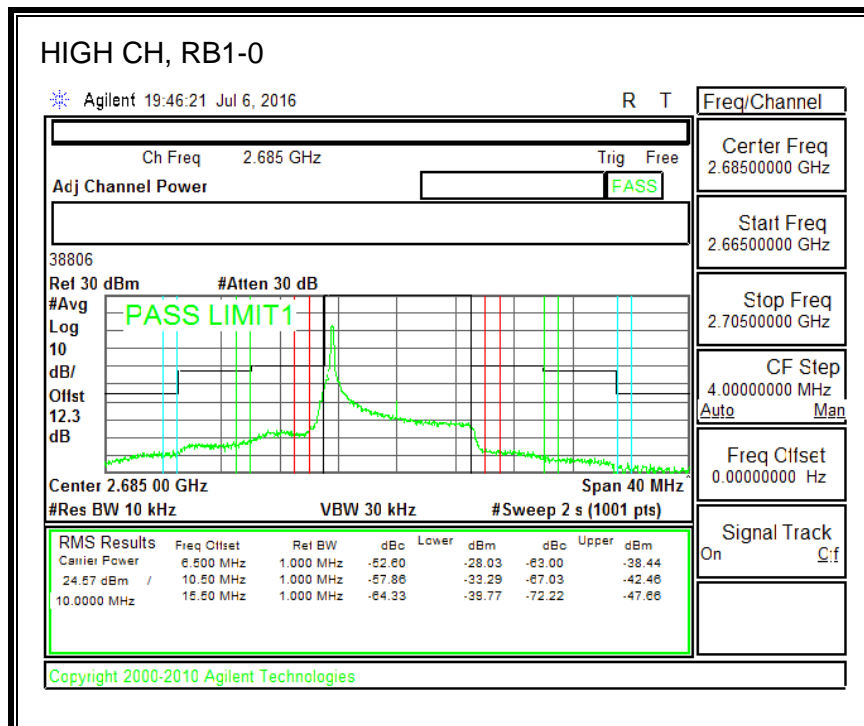 HIGH CH, RB1-0
Agilent 19:46:21 Jul 6, 2016 R T
Freq/Channel
Ch Freq 2.685 GHz Trig Free
Adj Channel Power PASS
Center Freq
2.68500000 GHz
Start Freq
2.66500000 GHz
Stop Freq
2.70500000 GHz
CF Step
4.00000000 MHz
Auto Man
Freq Offset
0.00000000 Hz
Signal Track
On Off
38806
Ref 30 dBm #Atten 30 dB
#Avg
Log
10
dB/
Offst
12.3
dB
PASS LIMIT1
Center 2.685 00 GHz Span 40 MHz
#Res BW 10 kHz VBW 30 kHz #Sweep 2 s (1001 pts)
RMS Results Freq Offset Ref BW dBc Lower dBm dBc Upper dBm
Carrier Power 6.500 MHz 1.000 MHz -52.60 -28.03 -63.00 -38.44
24.57 dBm / 10.50 MHz 1.000 MHz -57.86 -33.29 -67.03 -42.46
10.0000 MHz 15.50 MHz 1.000 MHz -64.33 -39.77 -72.22 -47.66
Copyright 2000-2010 Agilent Technologies